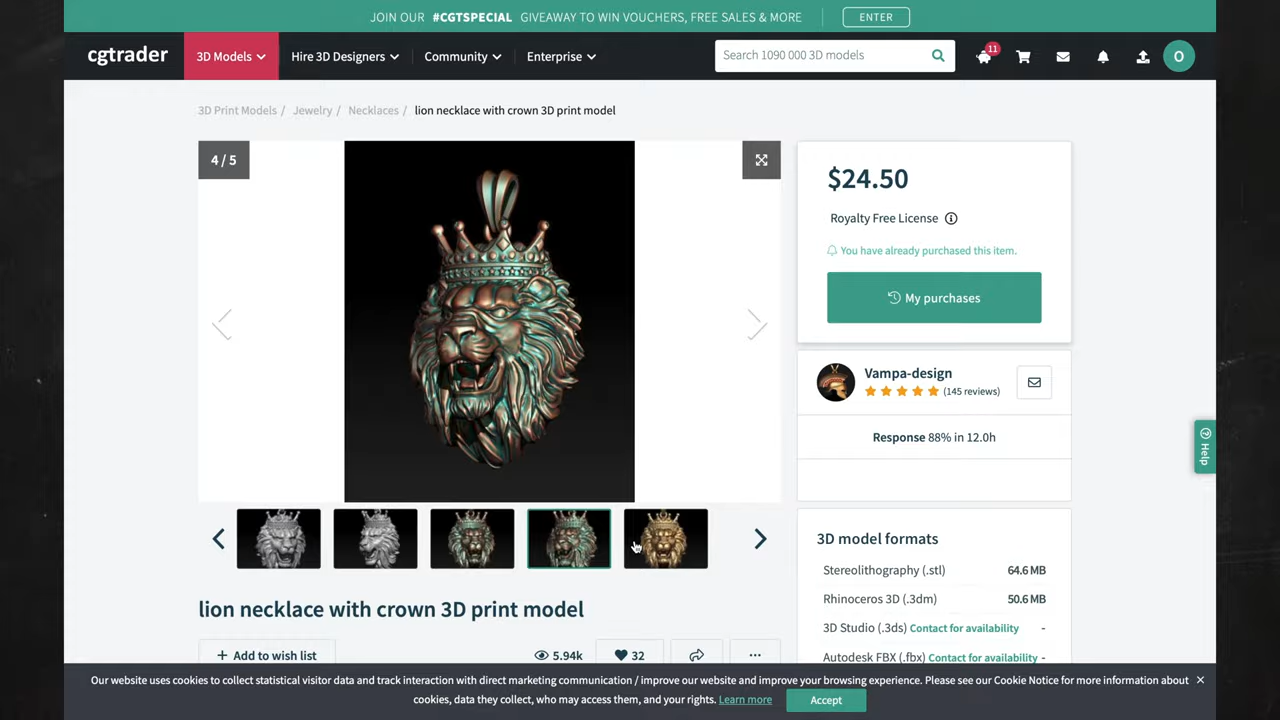 JOIN OUR #CGTSPECIAL GIVEAWAY TO WIN VOUCHERS, FREE SALES & MORE
ENTER
cgtrader
3D Models
Hire 3D Designers
Community
Enterprise
Search 1090 000 3D models
11
O
3D Print Models / Jewelry / Necklaces / lion necklace with crown 3D print model
4 / 5
$24.50
Royalty Free License
You have already purchased this item.
My purchases
Vampa-design
(145 reviews)
Response 88% in 12.0h
Help
3D model formats
Stereolithography (.stl) 64.6 MB
Rhinoceros 3D (.3dm) 50.6 MB
3D Studio (.3ds) Contact for availability -
Autodesk FBX (.fbx) Contact for availability -
lion necklace with crown 3D print model
+ Add to wish list
5.94k
32
...
Our website uses cookies to collect statistical visitor data and track interaction with direct marketing communication / improve our website and improve your browsing experience. Please see our Cookie Notice for more information about
cookies, data they collect, who may access them, and your rights. Learn more
Accept